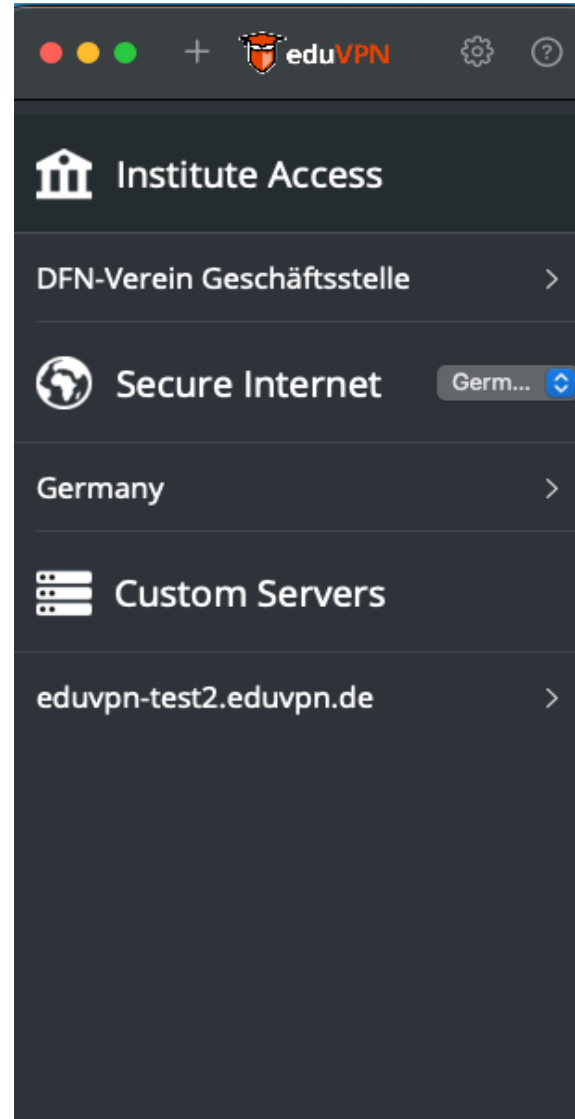 eduVPN
Institute Access
DFN-Verein Geschäftsstelle
Secure Internet
Germ...
Germany
Custom Servers
eduvpn-test2.eduvpn.de